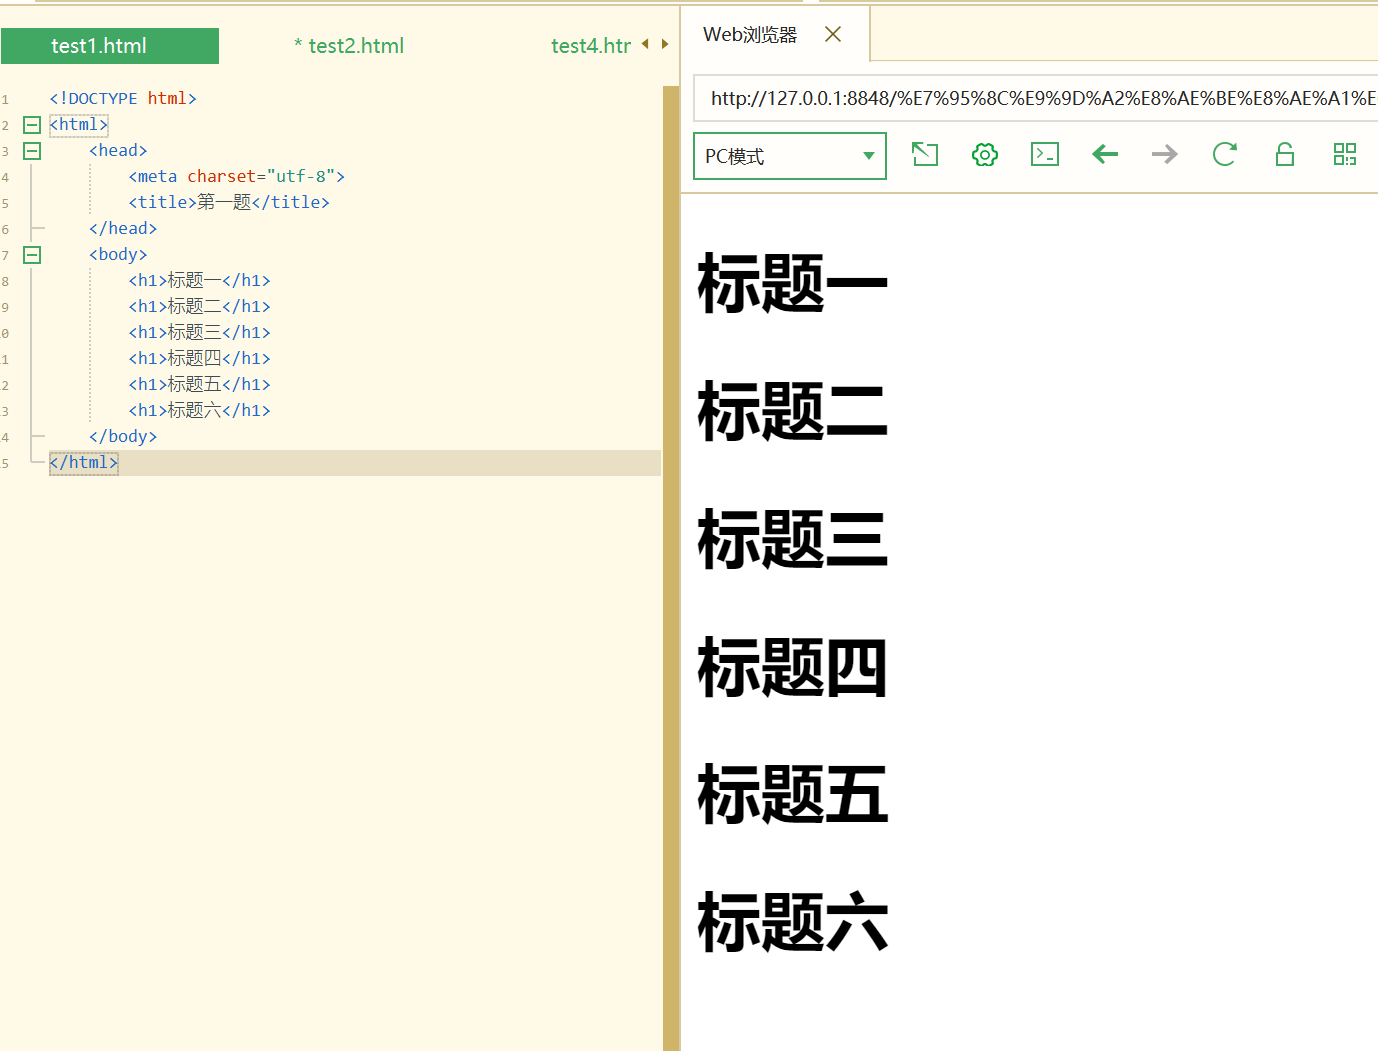 test1.html
* test2.html
test4.htr
1 <!DOCTYPE html>
2 <html>
3 <head>
4 <meta charset="utf-8">
5 <title>第一题</title>
6 </head>
7 <body>
8 <h1>标题一</h1>
9 <h1>标题二</h1>
0 <h1>标题三</h1>
1 <h1>标题四</h1>
2 <h1>标题五</h1>
3 <h1>标题六</h1>
4 </body>
5 </html>
Web浏览器
http://127.0.0.1:8848/%E7%95%8C%E9%9D%A2%E8%AE%BE%E8%AE%A1%E
PC模式
标题一
标题二
标题三
标题四
标题五
标题六